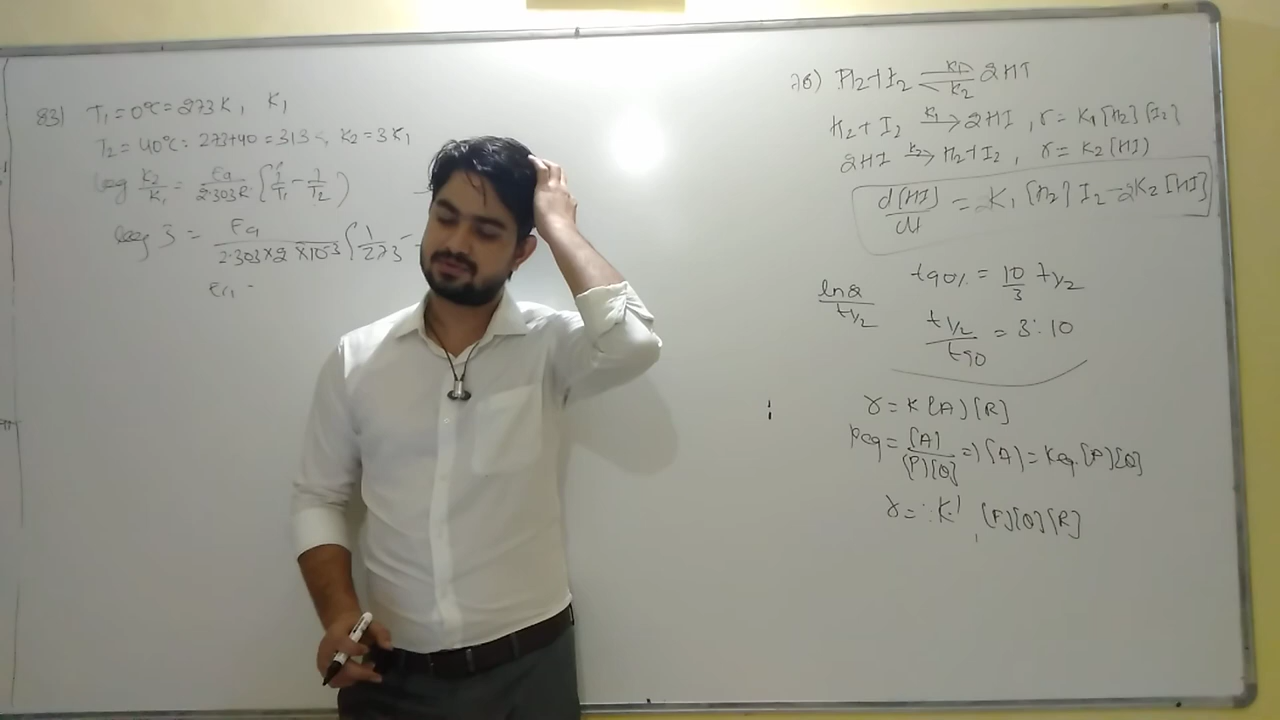 83) T₁=0°C=273K, K₁
T₂=40°C=273+40=313, K₂=3K₁
log K₂/K₁ = Ea/2.303R [1/T₁-1/T₂]
log 3 = Ea/2.303×2×10⁻³ [1/273-
76) H₂+I₂ ⇌ 2HI K₁ K₂
H₂+I₂ K₁→ 2HI, r=K₁[H₂][I₂]
2HI K₂→ H₂+I₂, r=K₂[HI]
d[HI]/dt = 2K₁[H₂]I₂-2K₂[HI]
t90% = 10/3 t1/2
ln2/t1/2
t1/2/t90 = 3:10
r=K[A][R]
Keq=[A]/[P][Q]=)[A]=Keq.[P][Q]
r=K' [P][Q][R]